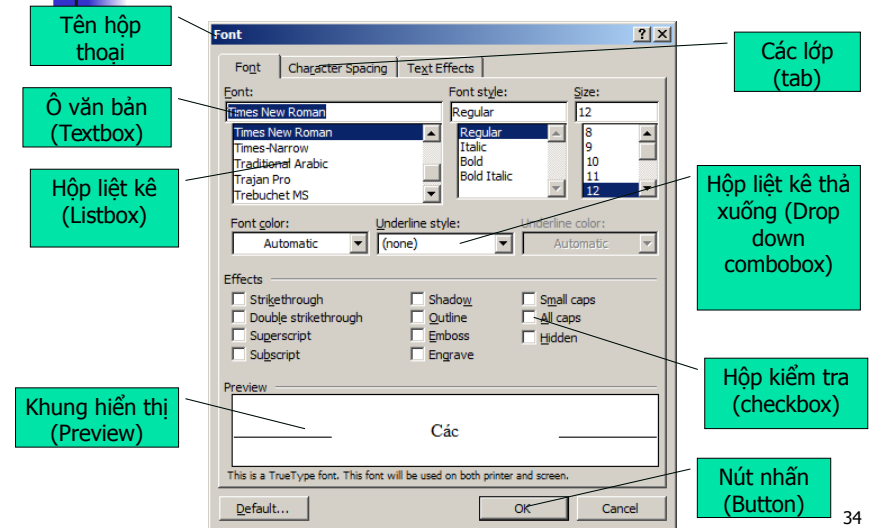 Tên hộp
thoại
Ô văn bản
(Textbox)
Hộp liệt kê
(Listbox)
Khung hiển thị
(Preview)
Font
Font Character Spacing Text Effects
Font: Font style: Size:
Times New Roman Regular 12
Times New Roman Regular 8
Times-Narrow Italic 9
Traditional Arabic Bold 10
Trajan Pro Bold Italic 11
Trebuchet MS 12
Font color: Underline style: Underline color:
Automatic (none) Automatic
Effects
Strikethrough Shadow Small caps
Double strikethrough Outline All caps
Superscript Emboss Hidden
Subscript Engrave
Preview
Các
This is a TrueType font. This font will be used on both printer and screen.
Default... OK Cancel
Các lớp
(tab)
Hộp liệt kê thả
xuống (Drop
down
combobox)
Hộp kiểm tra
(checkbox)
Nút nhấn
(Button)
34